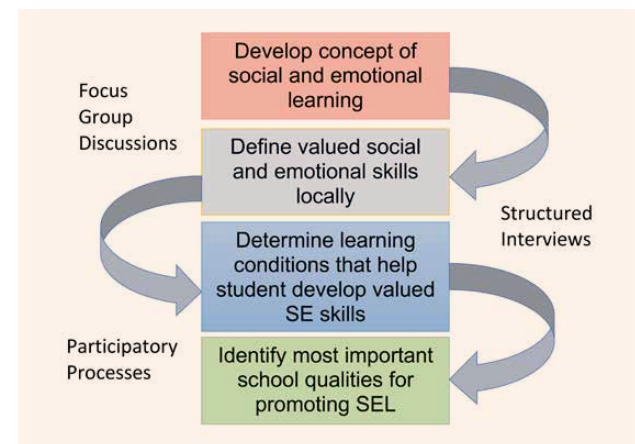 Develop concept of
social and emotional
learning
Focus
Group
Discussions
Define valued social
and emotional skills
locally
Structured
Interviews
Determine learning
conditions that help
student develop valued
SE skills
Participatory
Processes
Identify most important
school qualities for
promoting SEL